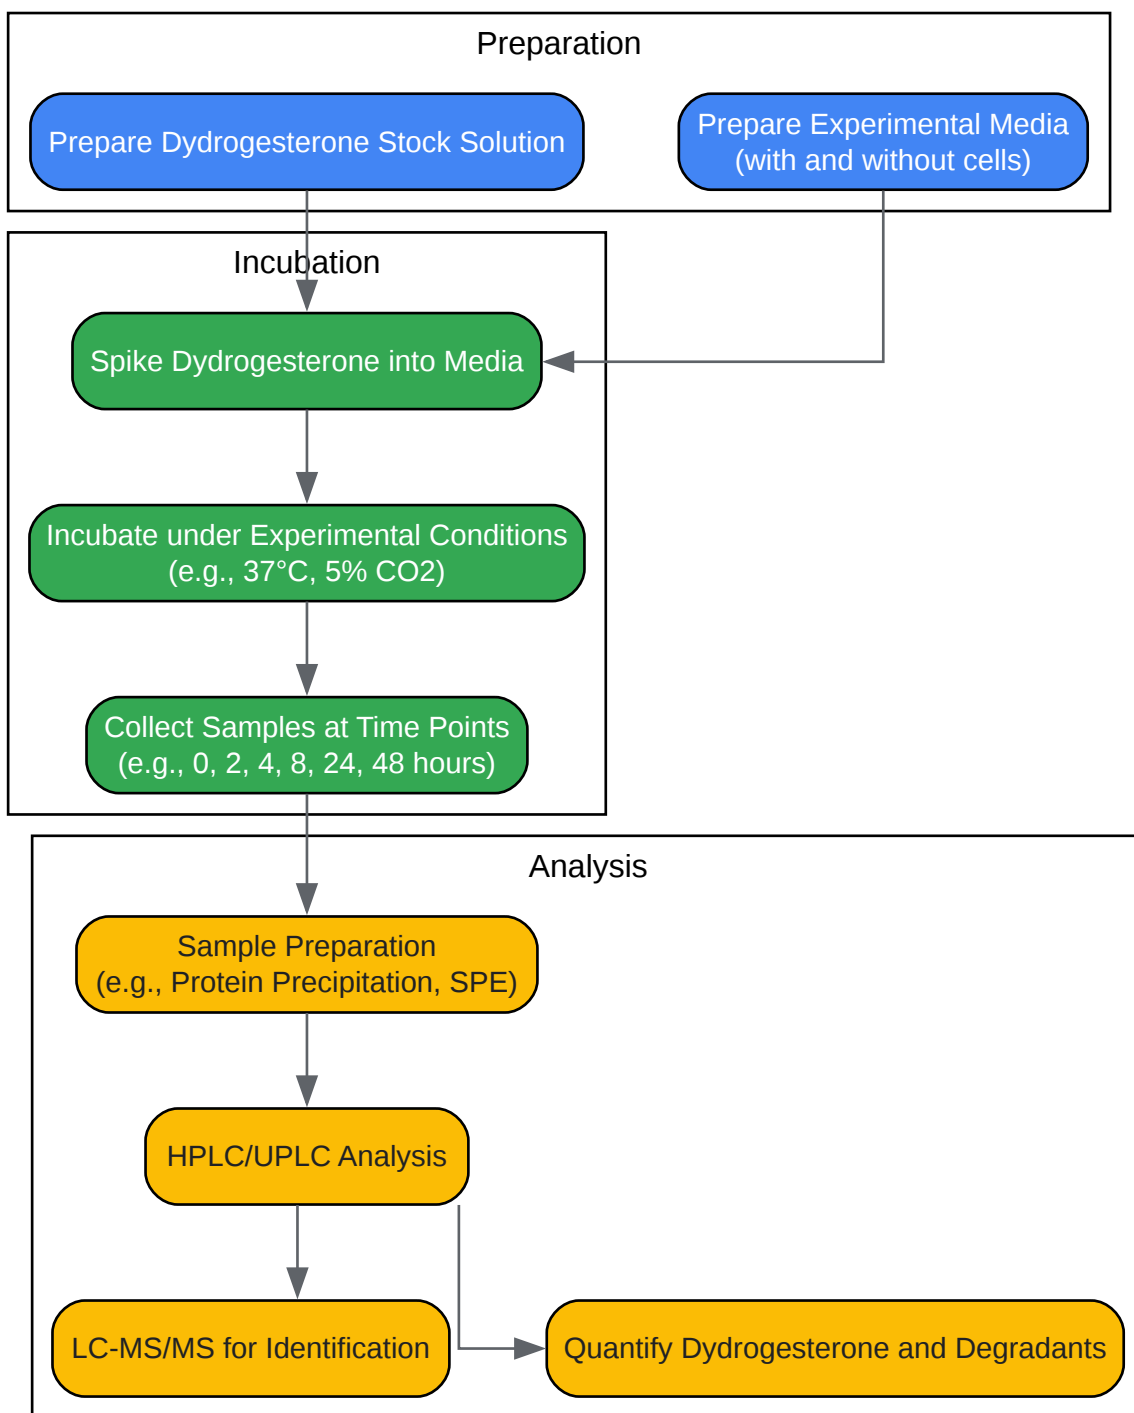 Preparation
Prepare Dydrogesterone Stock Solution
Prepare Experimental Media
(with and without cells)
Incubation
Spike Dydrogesterone into Media
Incubate under Experimental Conditions
(e.g., 37°C, 5% CO2)
Collect Samples at Time Points
(e.g., 0, 2, 4, 8, 24, 48 hours)
Analysis
Sample Preparation
(e.g., Protein Precipitation, SPE)
HPLC/UPLC Analysis
LC-MS/MS for Identification
Quantify Dydrogesterone and Degradants